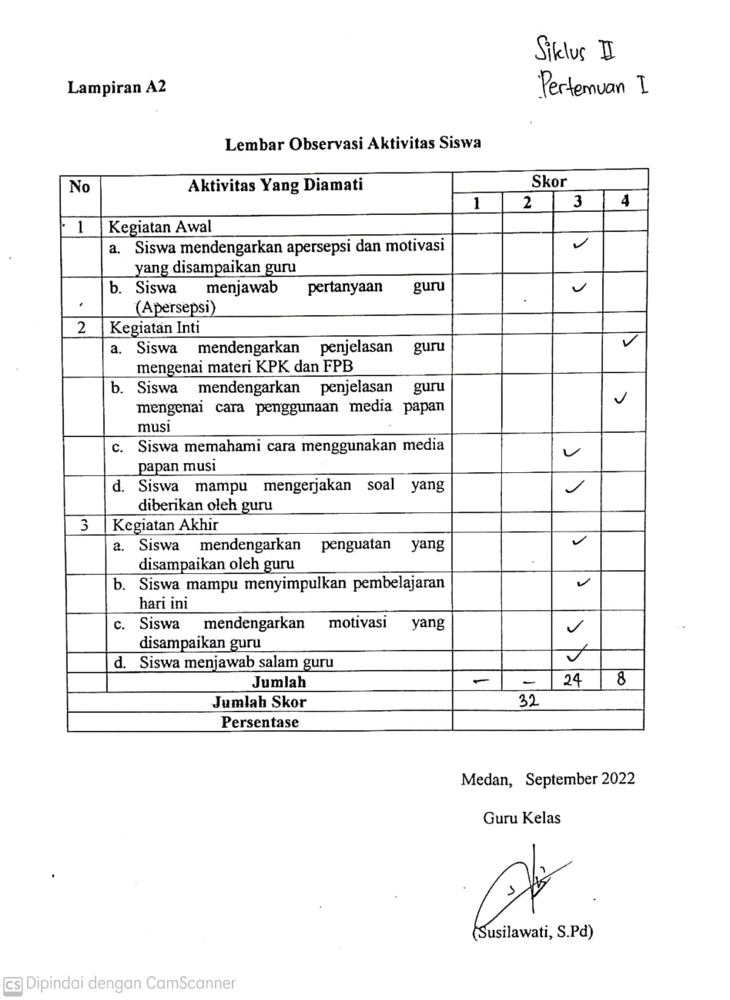 Siklus II
Pertemuan I
Lampiran A2
Lembar Observasi Aktivitas Siswa
No Aktivitas Yang Diamati Skor
1 2 3 4
1 Kegiatan Awal
a. Siswa mendengarkan apersepsi dan motivasi ✓
yang disampaikan guru
b. Siswa menjawab pertanyaan guru ✓
(Apersepsi)
2 Kegiatan Inti
a. Siswa mendengarkan penjelasan guru ✓
mengenai materi KPK dan FPB
b. Siswa mendengarkan penjelasan guru
mengenai cara penggunaan media papan ✓
musi
c. Siswa memahami cara menggunakan media ✓
papan musi
d. Siswa mampu mengerjakan soal yang ✓
diberikan oleh guru
3 Kegiatan Akhir
a. Siswa mendengarkan penguatan yang ✓
disampaikan oleh guru
b. Siswa mampu menyimpulkan pembelajaran ✓
hari ini
c. Siswa mendengarkan motivasi yang ✓
disampaikan guru
d. Siswa menjawab salam guru ✓
Jumlah – – 24 8
Jumlah Skor 32
Persentase
Medan, September 2022
Guru Kelas
(Susilawati, S.Pd)
CS Dipindai dengan CamScanner